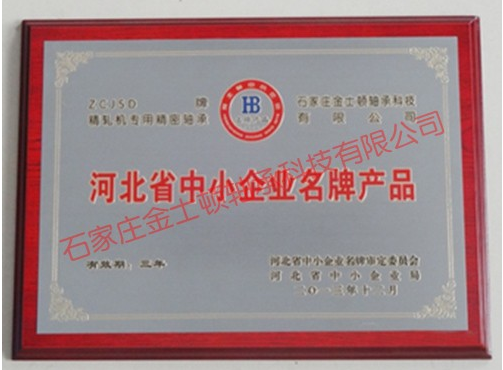 ZCJSD 牌
精轧机专用精密轴承
HB
石家庄金士顿轴承科技
有限公司
河北省中小企业名牌产品
石家庄金士顿轴承科技有限公司
有效期：三年
河北省中小企业名牌审定委员会
河北省中小企业局
二〇一三年十二月